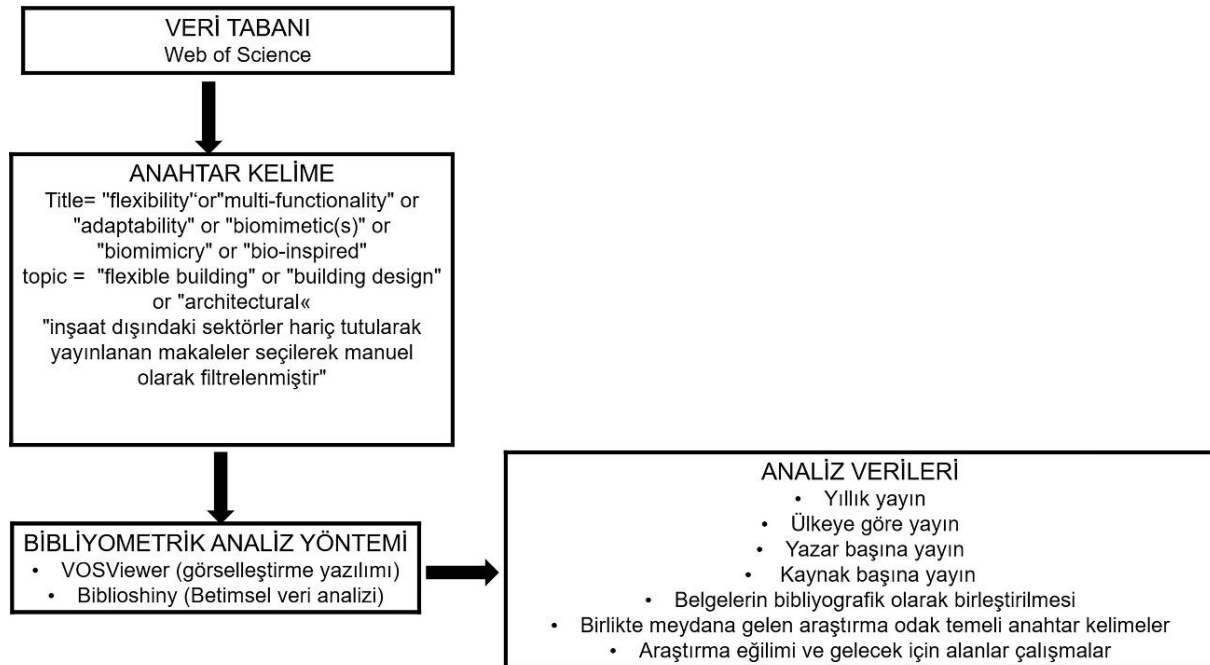 VERİ TABANI
Web of Science
ANAHTAR KELİME
Title= "flexibility"or"multi-functionality" or
"adaptability" or "biomimetic(s)" or
"biomimicry" or "bio-inspired"
topic = "flexible building" or "building design"
or "architectural«
"inşaat dışındaki sektörler hariç tutularak
yayınlanan makaleler seçilerek manuel
olarak filtrelenmiştir"
BİBLİYOMETRİK ANALİZ YÖNTEMİ
• VOSViewer (görselleştirme yazılımı)
• Biblioshiny (Betimsel veri analizi)
ANALİZ VERİLERİ
• Yıllık yayın
• Ülkeye göre yayın
• Yazar başına yayın
• Kaynak başına yayın
• Belgelerin bibliyografik olarak birleştirilmesi
• Birlikte meydana gelen araştırma odak temeli anahtar kelimeler
• Araştırma eğilimi ve gelecek için alanlar çalışmalar